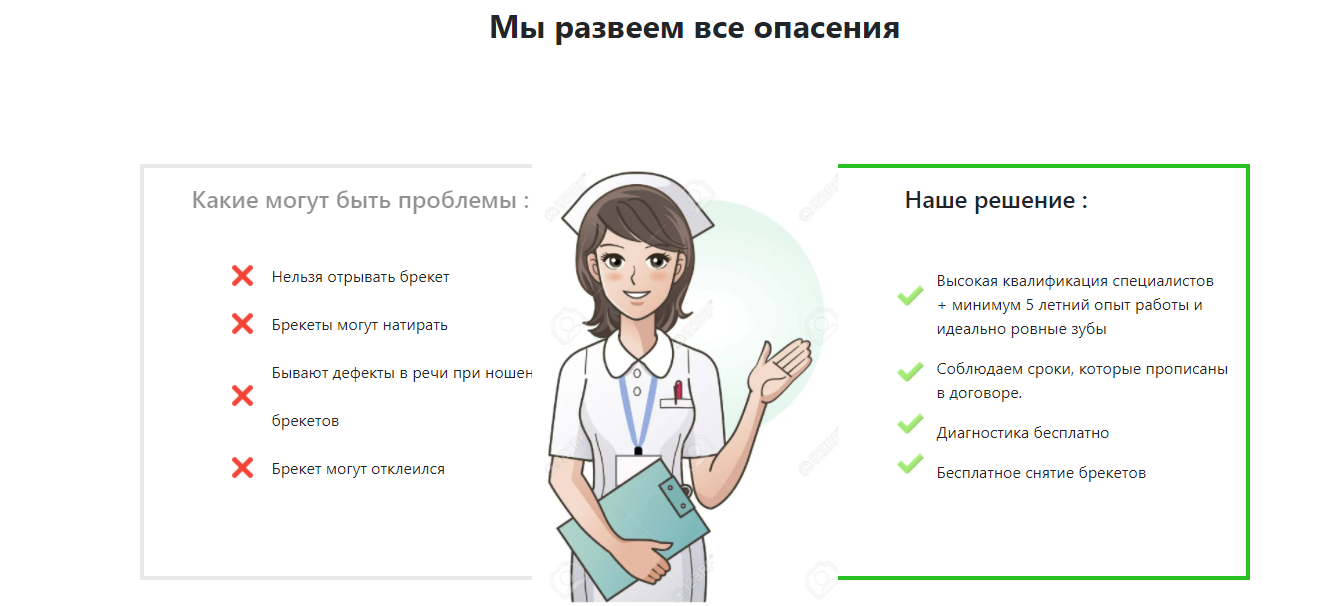 Мы развеем все опасения
Какие могут быть проблемы :
Нельзя отрывать брекет
Брекеты могут натирать
Бывают дефекты в речи при ношен
брекетов
Брекет могут отклеился
Наше решение :
Высокая квалификация специалистов
+ минимум 5 летний опыт работы и
идеально ровные зубы
Соблюдаем сроки, которые прописаны
в договоре.
Диагностика бесплатно
Бесплатное снятие брекетов